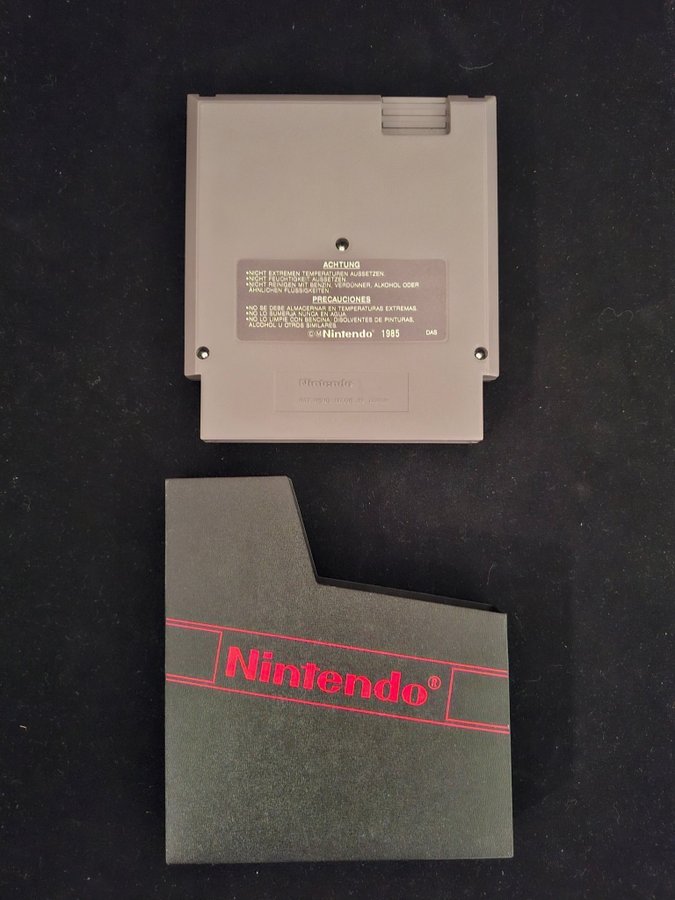 ACHTUNG
•NICHT EXTREMEN TEMPERATUREN AUSSETZEN.
•NICHT FEUCHTIGKEIT AUSSETZEN.
•NICHT REINIGEN MIT BENZIN, VERDÜNNER, ALKOHOL ODER
ÄHNLICHEN FLÜSSIGKEITEN.
PRECAUCIONES
•NO SE DEBE ALMACERNAR EN TEMPERATURAS EXTREMAS.
•NO LO SUMERJA NUNCA EN AGUA.
•NO LO LIMPIE CON BENCINA, DISOLVENTES DE PINTURAS,
ALCOHOL U OTROS SIMILARES.
Nintendo® 1985 DAS
Nintendo
Nintendo®